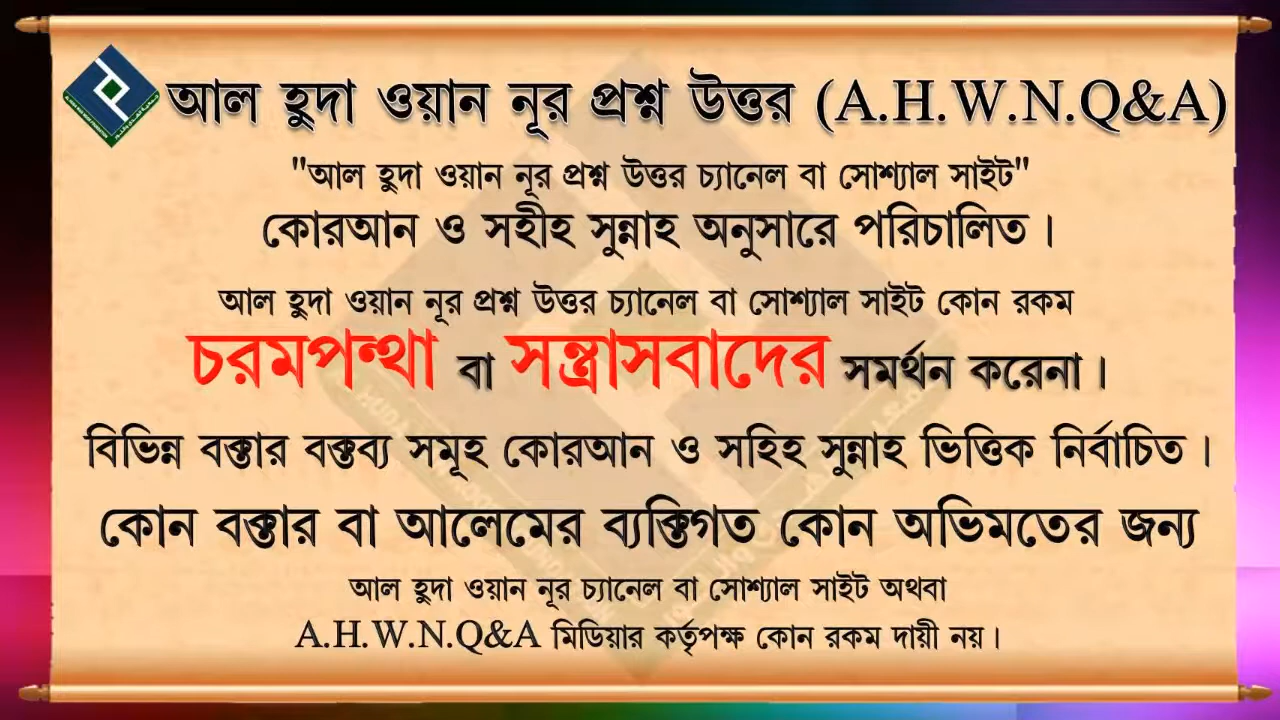 আল হুদা ওয়ান নূর প্রশ্ন উত্তর (A.H.W.N.Q&A)
"আল হুদা ওয়ান নূর প্রশ্ন উত্তর চ্যানেল বা সোশ্যাল সাইট"
কোরআন ও সহীহ সুন্নাহ অনুসারে পরিচালিত ।
আল হুদা ওয়ান নূর প্রশ্ন উত্তর চ্যানেল বা সোশ্যাল সাইট কোন রকম
চরমপন্থা বা সন্ত্রাসবাদের সমর্থন করেনা ।
বিভিন্ন বক্তার বক্তব্য সমূহ কোরআন ও সহিহ সুন্নাহ ভিত্তিক নির্বাচিত ।
কোন বক্তার বা আলেমের ব্যক্তিগত কোন অভিমতের জন্য
আল হুদা ওয়ান নূর চ্যানেল বা সোশ্যাল সাইট অথবা
A.H.W.N.Q&A মিডিয়ার কর্তৃপক্ষ কোন রকম দায়ী নয় ।